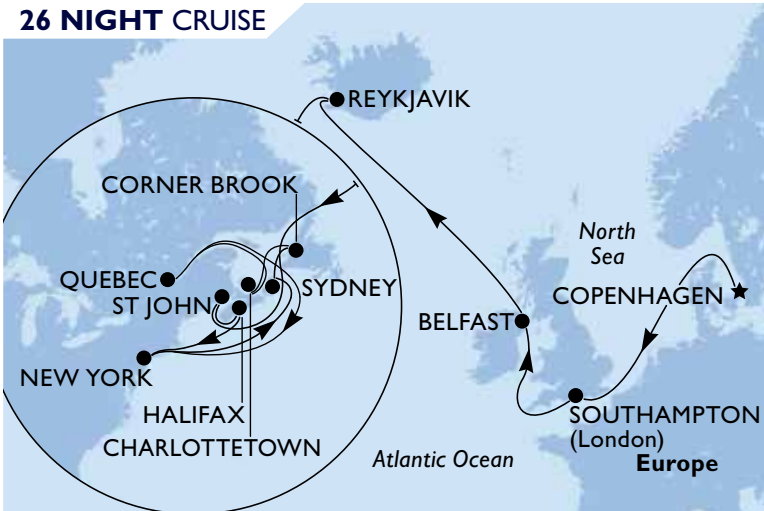 26 NIGHT CRUISE
REYKJAVIK
CORNER BROOK
North
Sea
QUEBEC
SYDNEY
COPENHAGEN
ST JOHN
BELFAST
NEW YORK
HALIFAX
SOUTHAMPTON
(London)
CHARLOTTETOWN
Atlantic Ocean
Europe